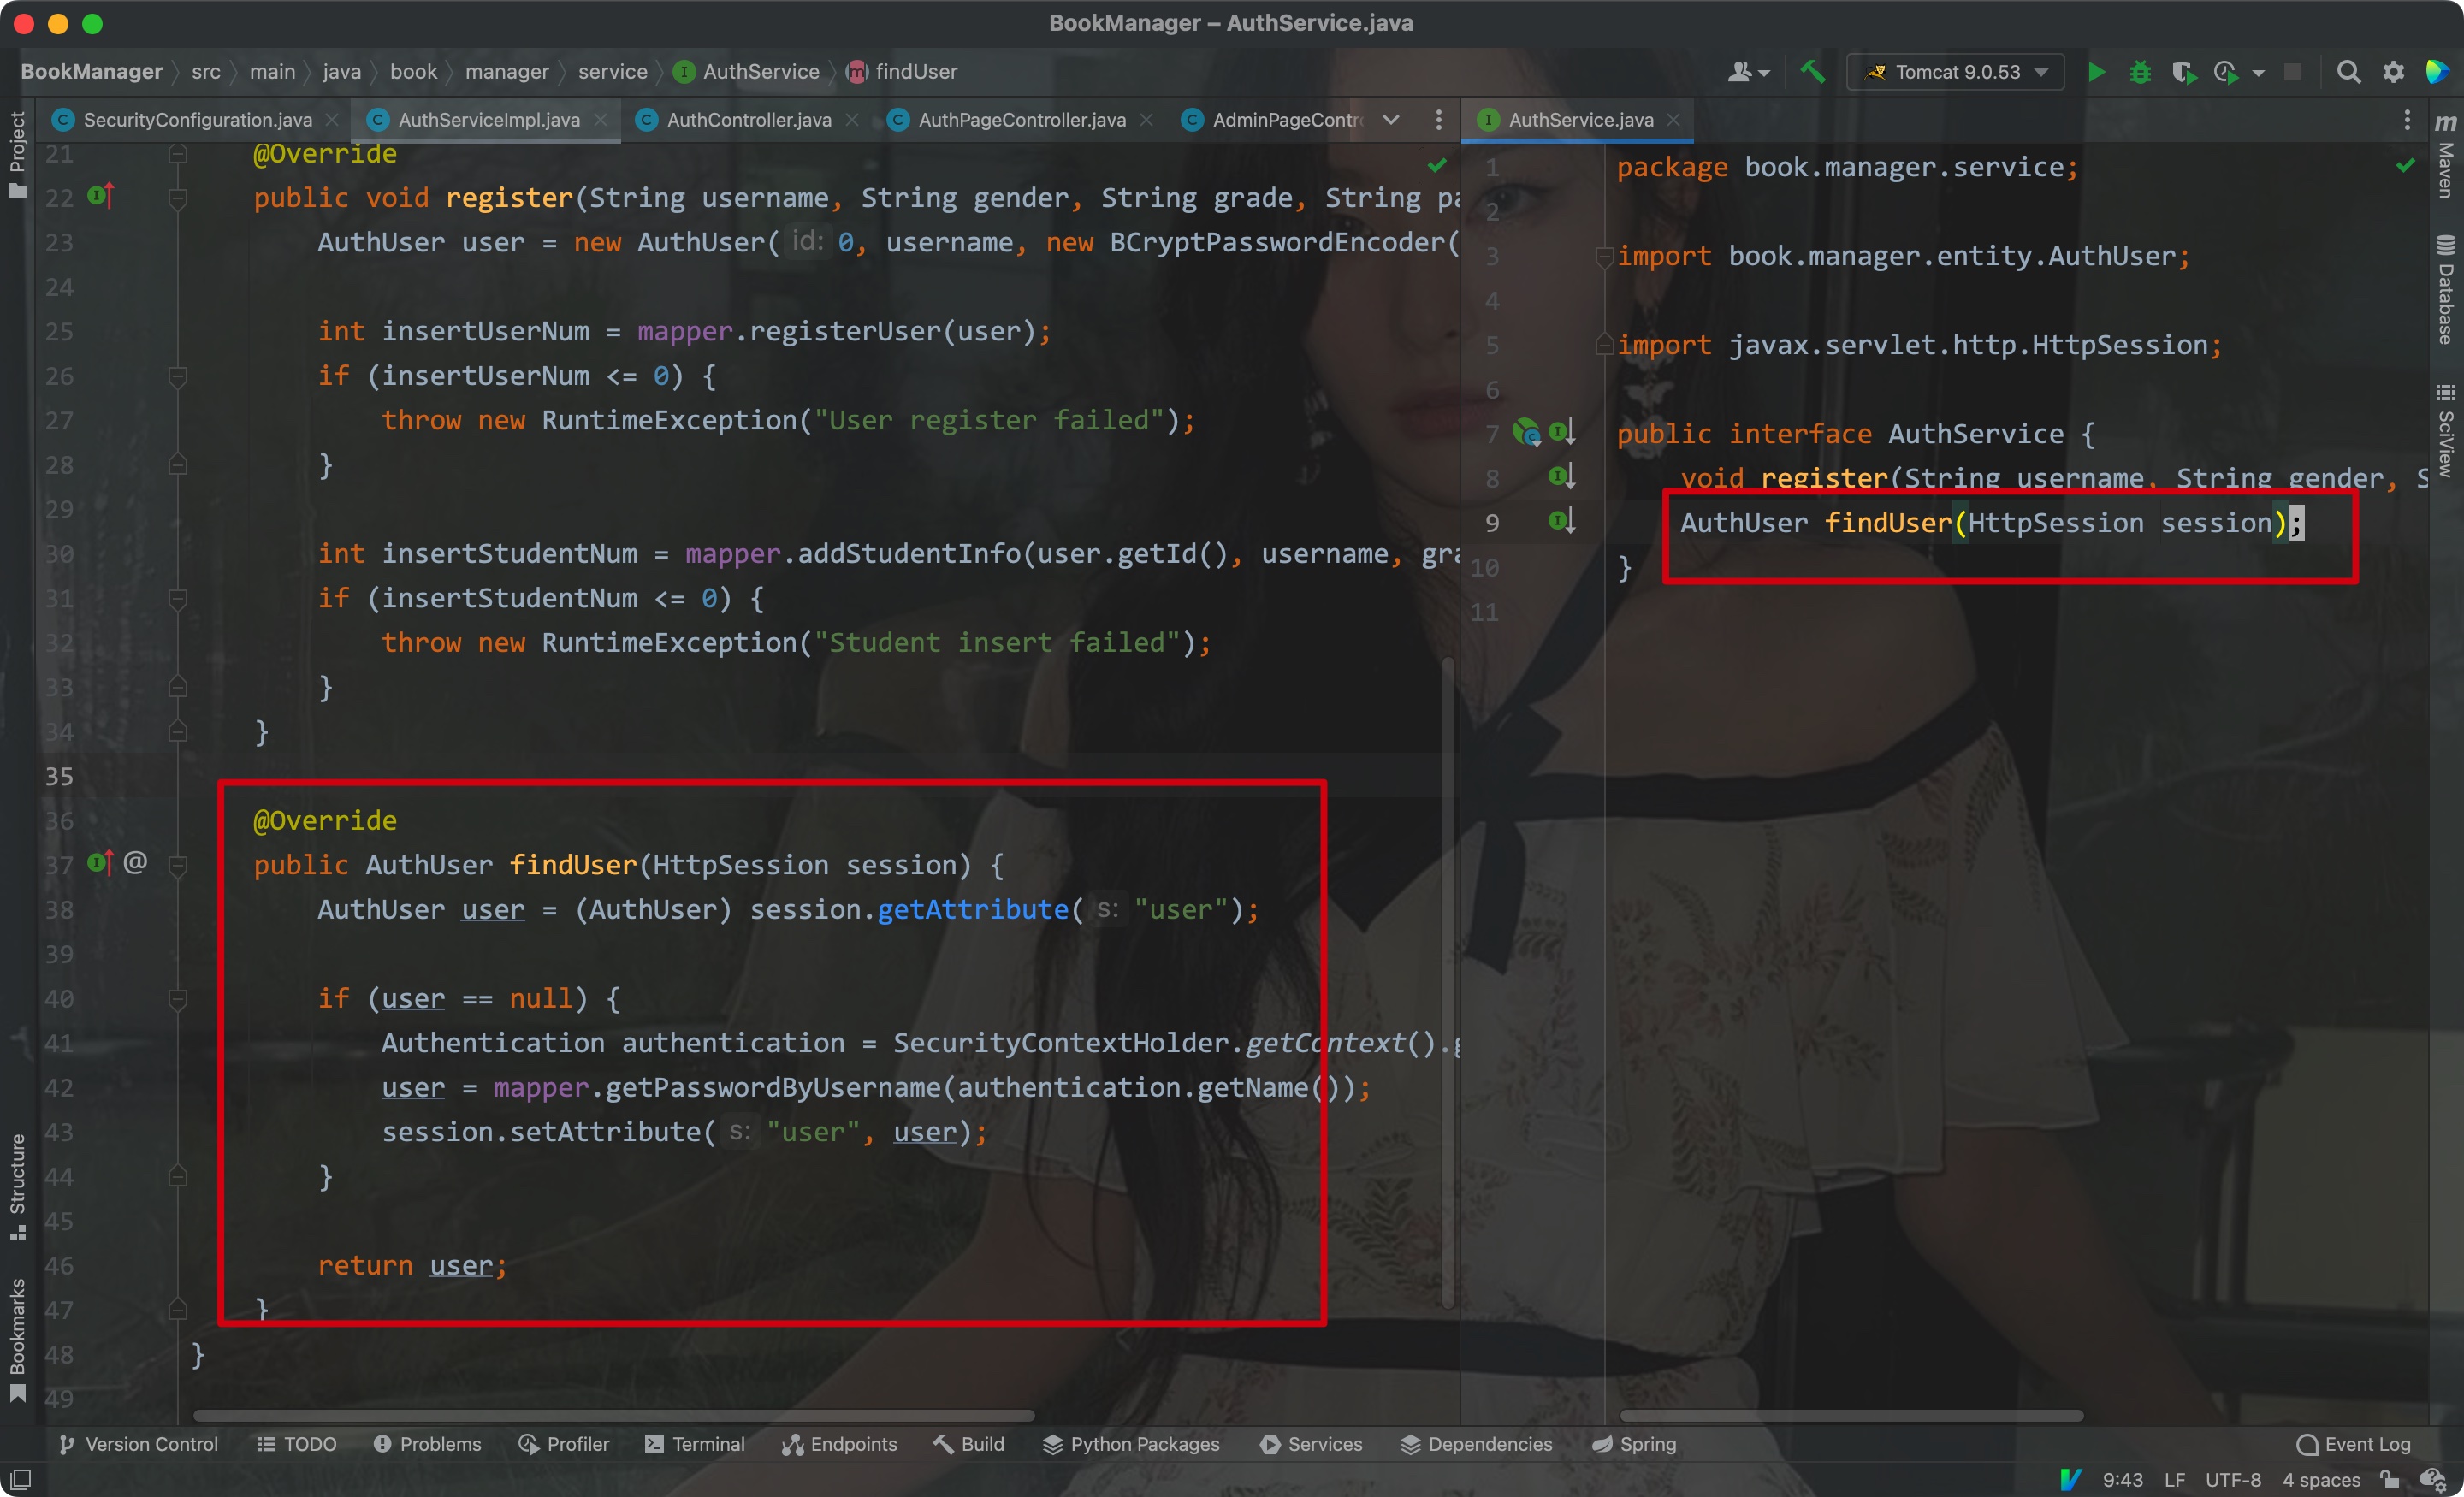 BookManager – AuthService.java
BookManager src main java book manager service AuthService findUser
Tomcat 9.0.53
SecurityConfiguration.java AuthServiceImpl.java AuthController.java AuthPageController.java AdminPageContr
AuthService.java
Project
21 @Override
22 public void register(String username, String gender, String grade, String pa
23 AuthUser user = new AuthUser( id: 0, username, new BCryptPasswordEncoder(
24
25 int insertUserNum = mapper.registerUser(user);
26 if (insertUserNum <= 0) {
27 throw new RuntimeException("User register failed");
28 }
29
30 int insertStudentNum = mapper.addStudentInfo(user.getId(), username, gra
31 if (insertStudentNum <= 0) {
32 throw new RuntimeException("Student insert failed");
33 }
34 }
35
36 @Override
37 public AuthUser findUser(HttpSession session) {
38 AuthUser user = (AuthUser) session.getAttribute( s: "user");
39
40 if (user == null) {
41 Authentication authentication = SecurityContextHolder.getContext().g
42 user = mapper.getPasswordByUsername(authentication.getName());
43 session.setAttribute( s: "user", user);
44 }
45
46 return user;
47 }
48 }
49
1 package book.manager.service;
2
3 import book.manager.entity.AuthUser;
4
5 import javax.servlet.http.HttpSession;
6
7 public interface AuthService {
8 void register(String username, String gender, S
9 AuthUser findUser(HttpSession session);
10 }
11
m Maven
Database
SciView
Structure
Bookmarks
Version Control TODO Problems Profiler Terminal Endpoints Build Python Packages Services Dependencies Spring Event Log
9:43 LF UTF-8 4 spaces